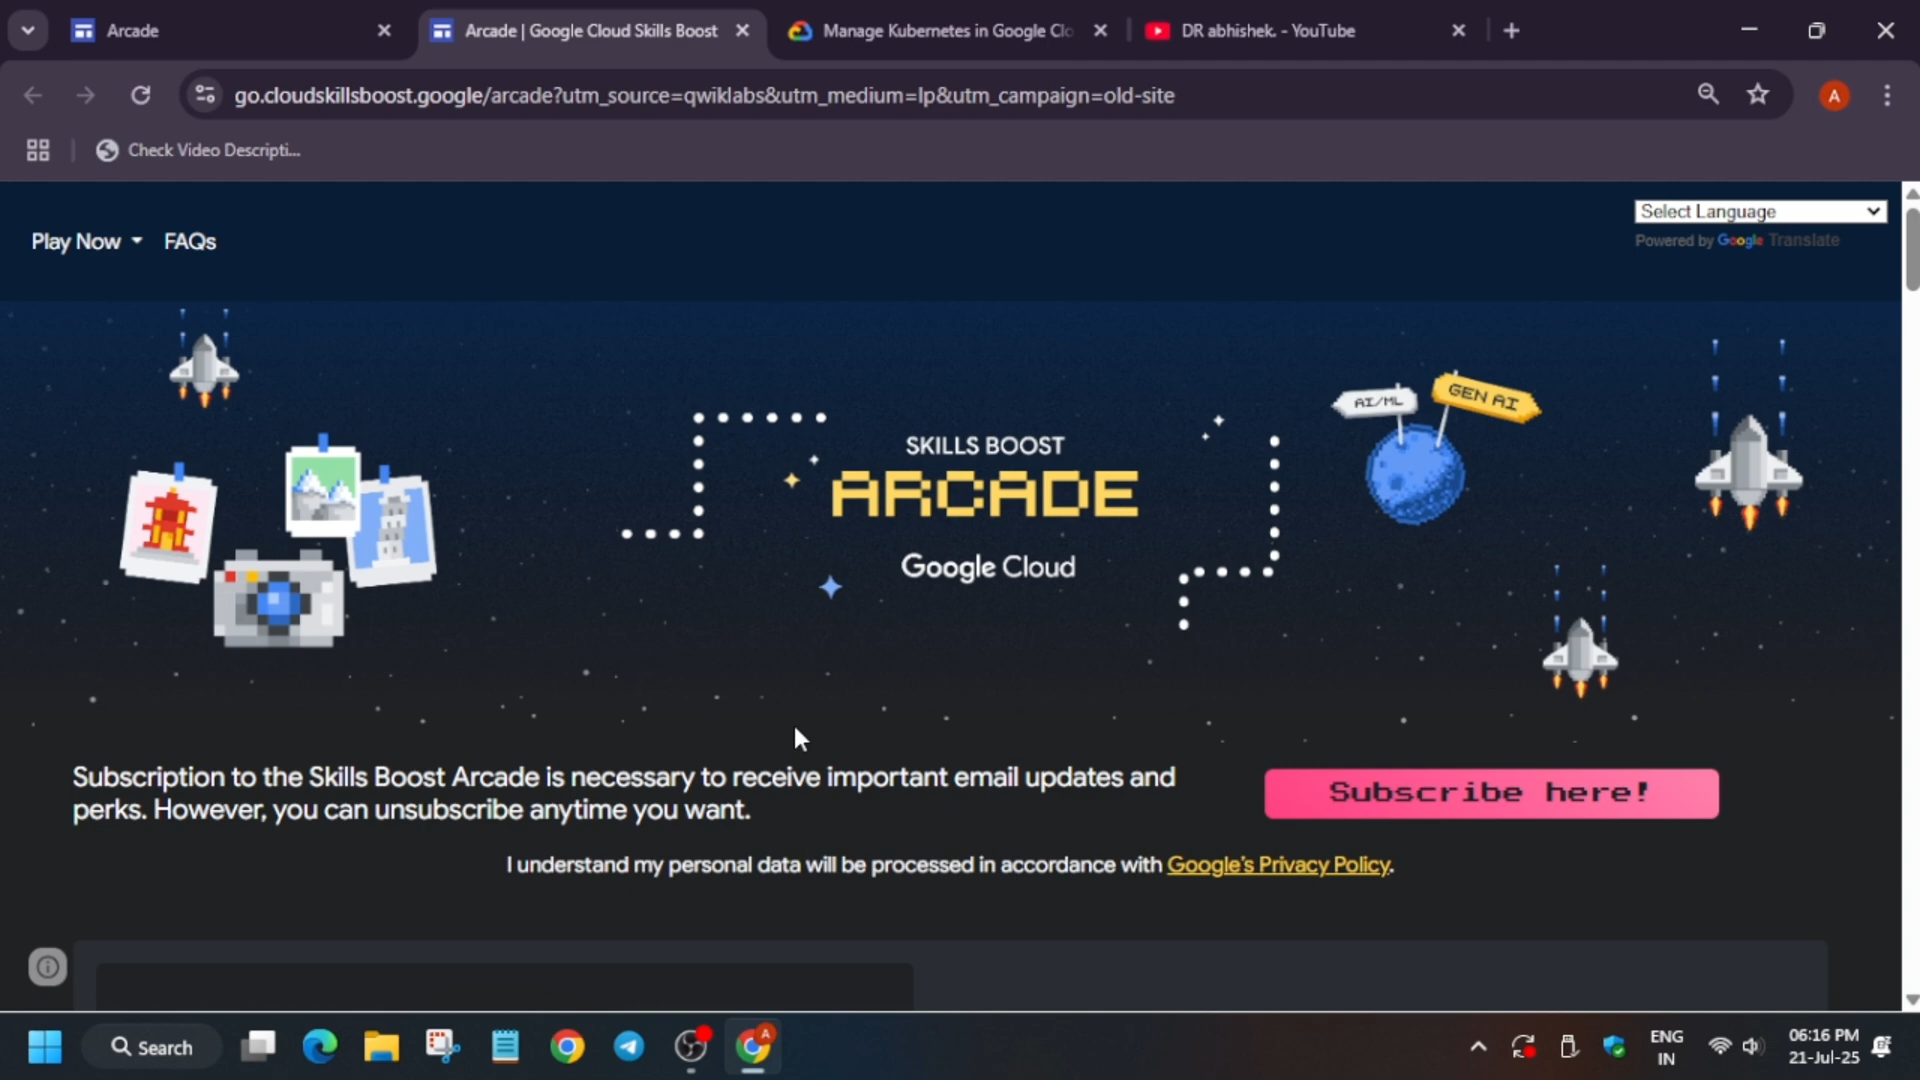 Arcade
Arcade | Google Cloud Skills Boost
Manage Kubernetes in Google Clo
DR abhishek. - YouTube
go.cloudskillsboost.google/arcade?utm_source=qwiklabs&utm_medium=lp&utm_campaign=old-site
A
Check Video Descripti...
Select Language
Powered by Google Translate
Play Now
FAQs
AI/ML
GEN AI
SKILLS BOOST
ARCADE
Google Cloud
Subscription to the Skills Boost Arcade is necessary to receive important email updates and
perks. However, you can unsubscribe anytime you want.
Subscribe here!
I understand my personal data will be processed in accordance with Google's Privacy Policy.
Search
A
ENG
IN
06:16 PM
21-Jul-25